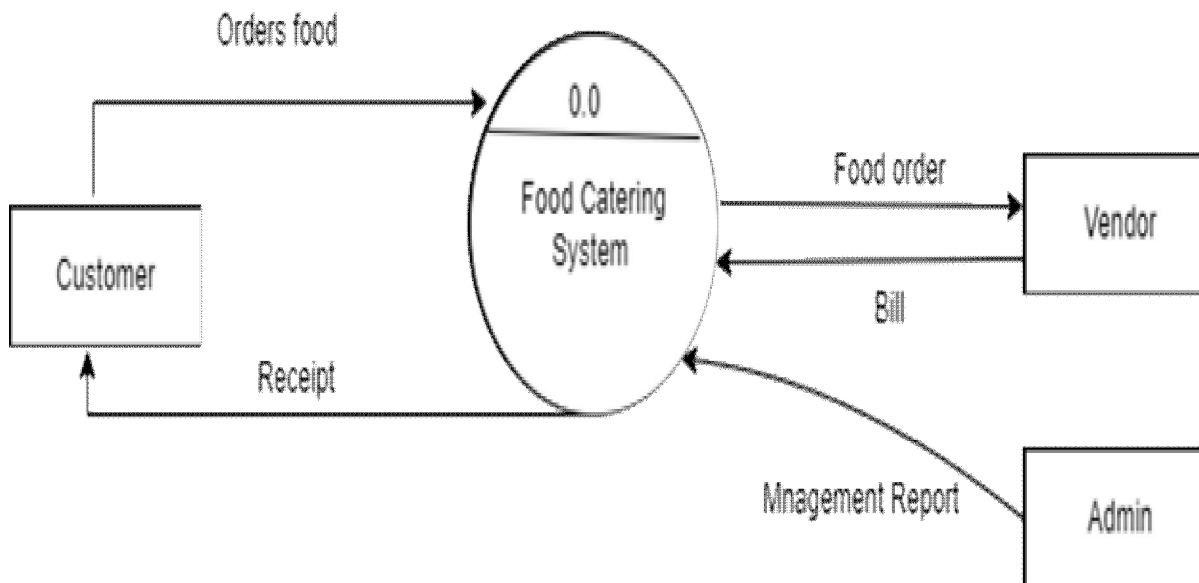 Orders food
0.0
Food Catering
System
Food order
Vendor
Customer
Bill
Receipt
Mnagement Report
Admin